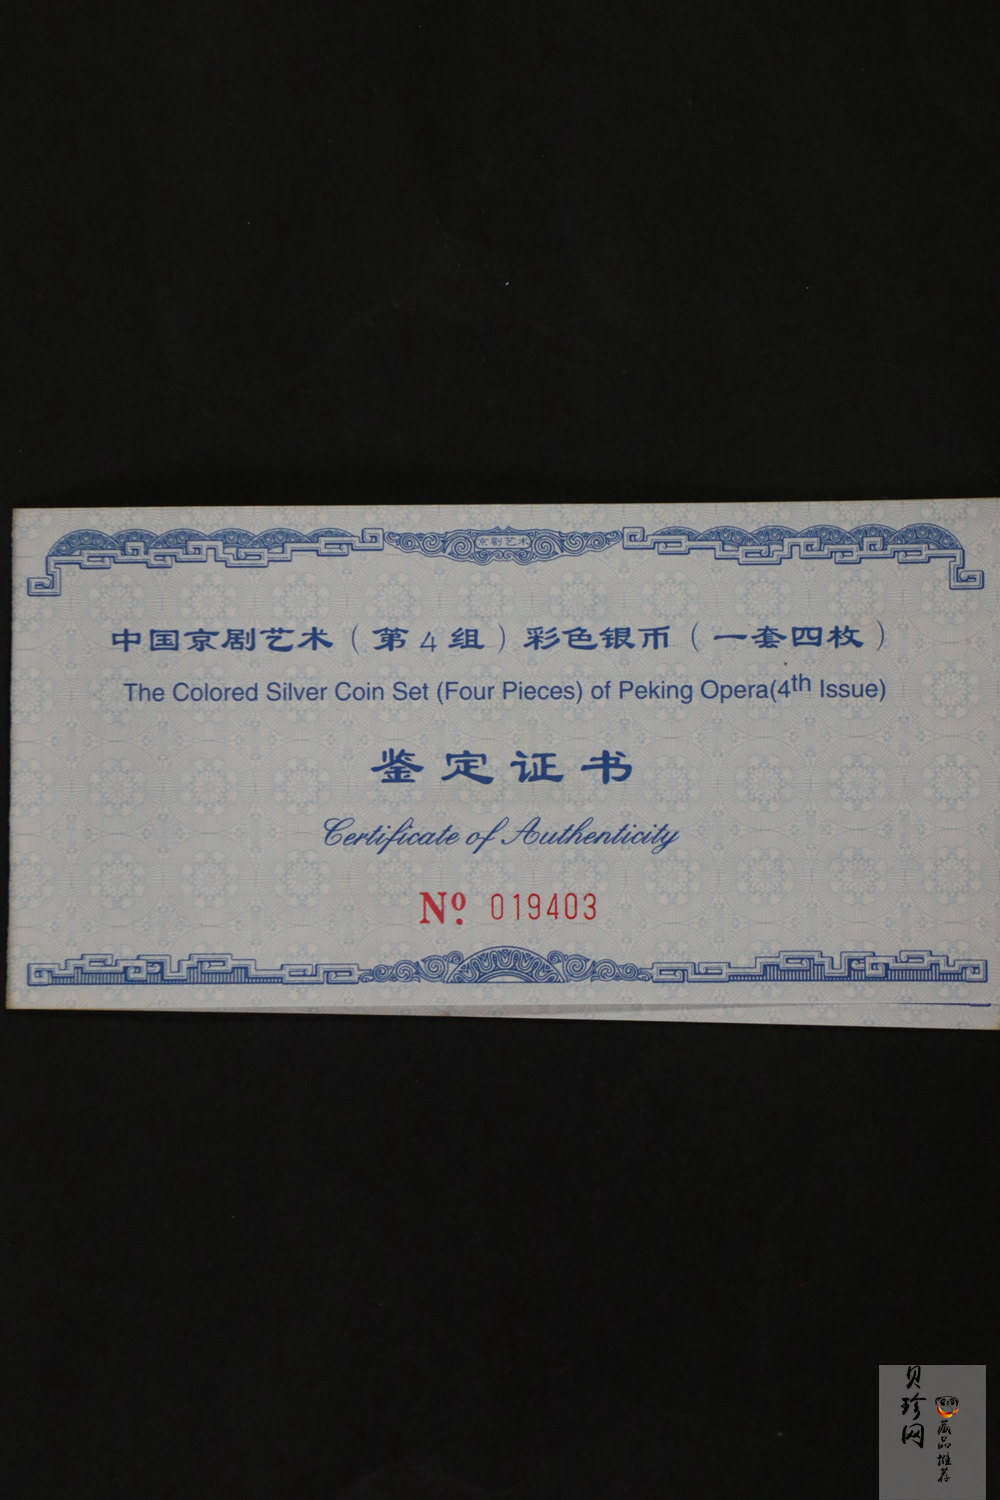 京剧艺术
中国京剧艺术（第4组）彩色银币（一套四枚）
The Colored Silver Coin Set (Four Pieces) of Peking Opera(4th Issue)
鉴定证书
Certificate of Authenticity
Nº. 019403
贝珍网
藏品推荐